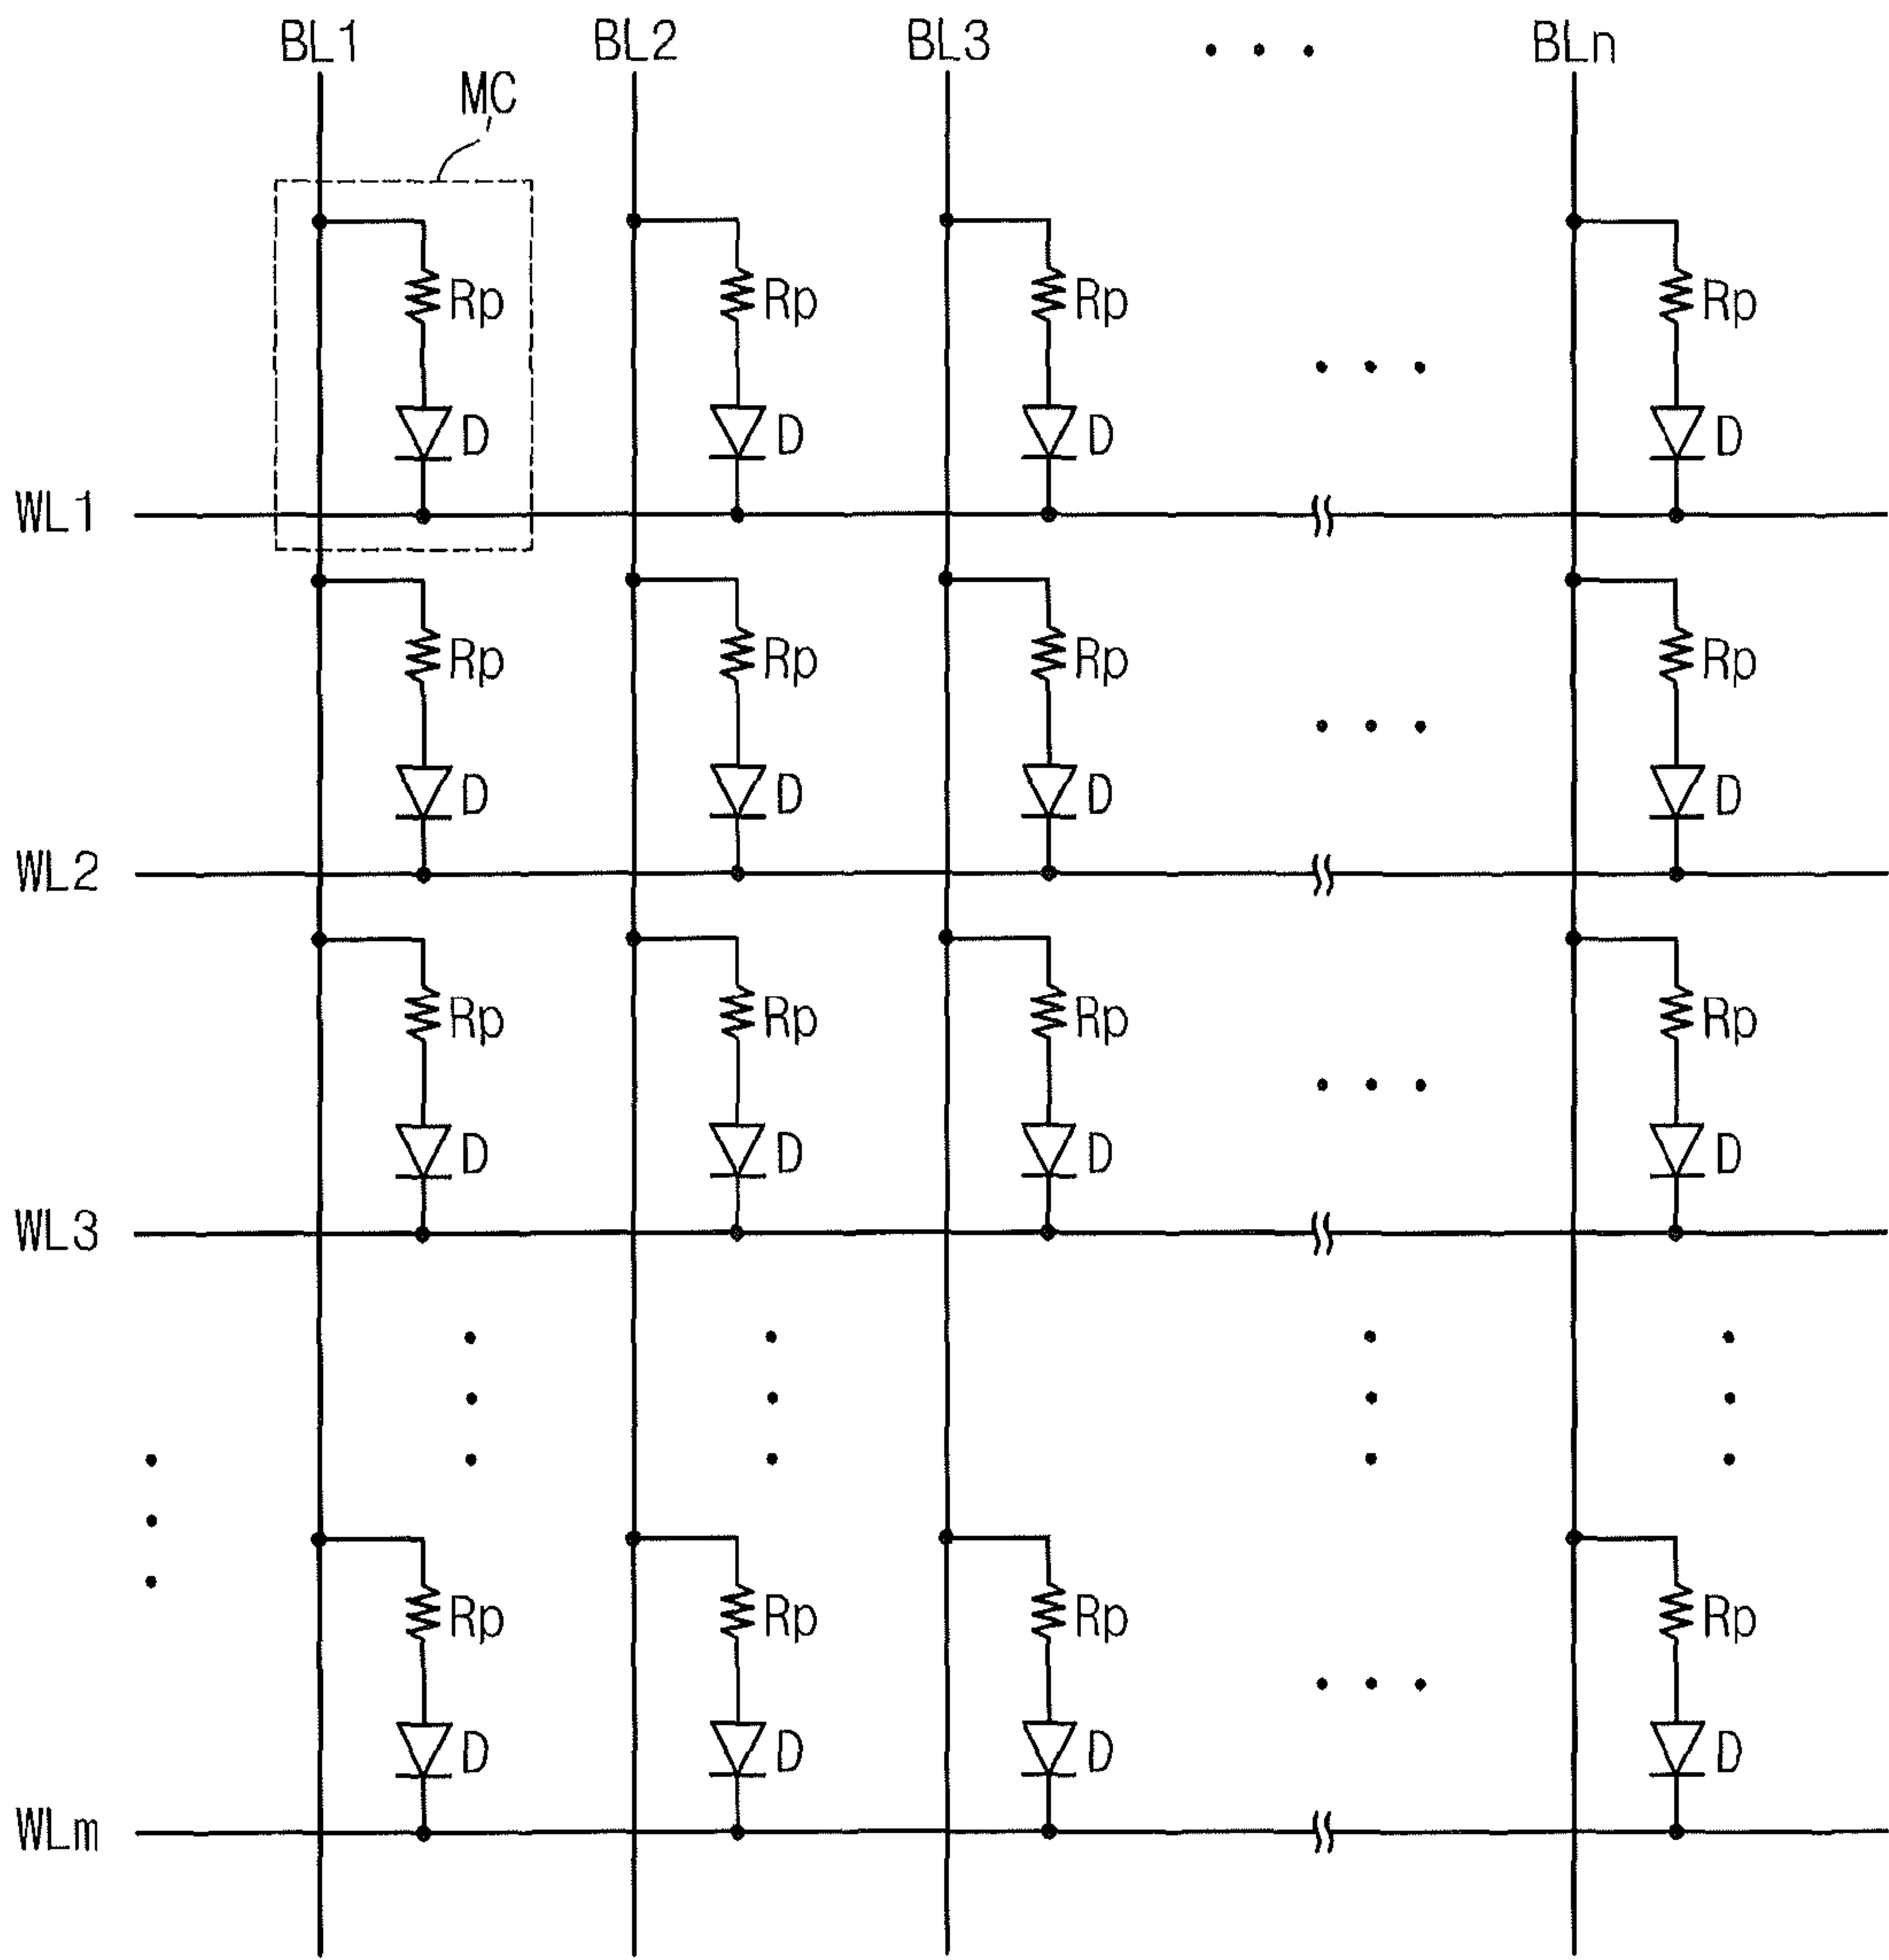 BL1 BL2 BL3 . . . BLn
MC
Rp Rp Rp Rp
. . .
D D D D
WL1
Rp Rp Rp Rp
. . .
D D D D
WL2
Rp Rp Rp Rp
. . .
D D D D
WL3
Rp Rp Rp Rp
. . .
D D D D
WLm